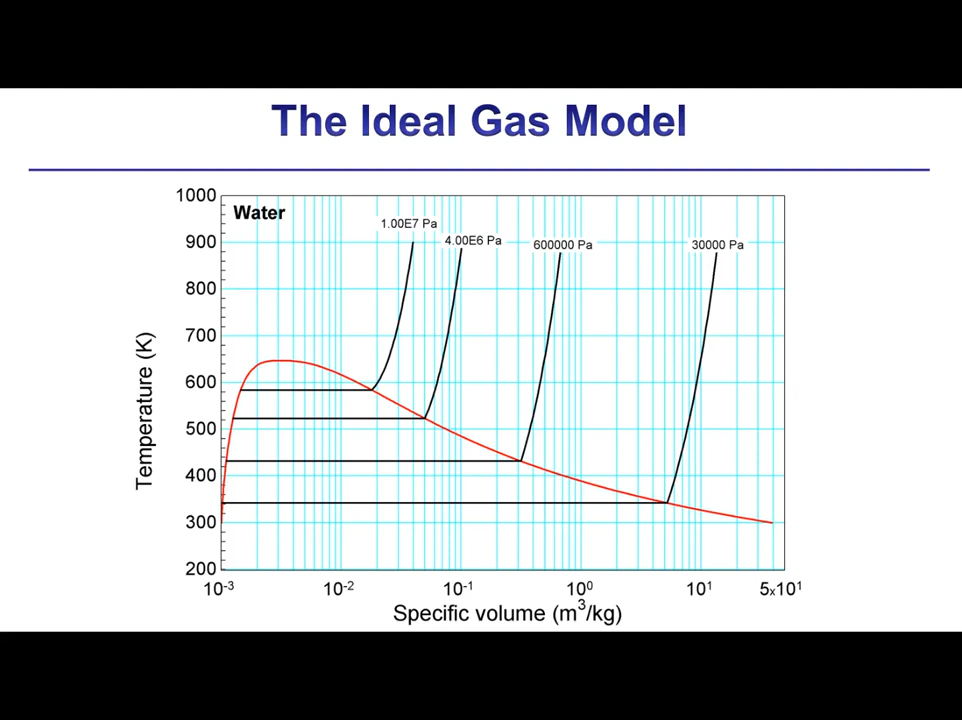 The Ideal Gas Model
1000
Water
1.00E7 Pa
4.00E6 Pa
600000 Pa
30000 Pa
900
800
700
600
500
400
300
200
Temperature (K)
10-3
10-2
10-1
100
101
5x101
Specific volume (m3/kg)